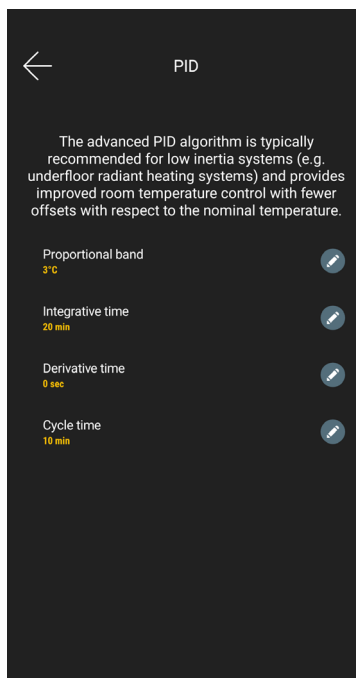 PID
The advanced PID algorithm is typically
recommended for low inertia systems (e.g.
underfloor radiant heating systems) and provides
improved room temperature control with fewer
offsets with respect to the nominal temperature.
Proportional band
3°C
Integrative time
20 min
Derivative time
0 sec
Cycle time
10 min